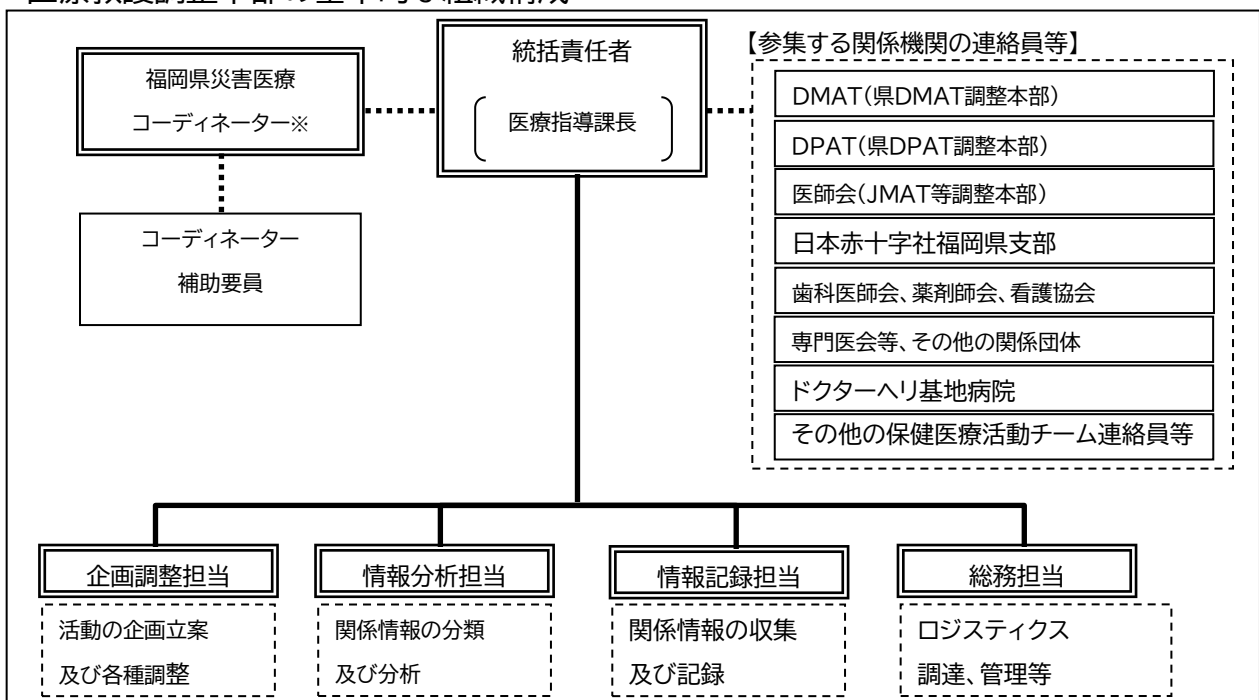 医療救護調整本部の基本的な組織構成
福岡県災害医療
コーディネーター※
コーディネーター
補助要員
統括責任者
医療指導課長
【参集する関係機関の連絡員等】
DMAT(県DMAT調整本部)
DPAT(県DPAT調整本部)
医師会(JMAT等調整本部)
日本赤十字社福岡県支部
歯科医師会、薬剤師会、看護協会
専門医会等、その他の関係団体
ドクターヘリ基地病院
その他の保健医療活動チーム連絡員等
企画調整担当
活動の企画立案
及び各種調整
情報分析担当
関係情報の分類
及び分析
情報記録担当
関係情報の収集
及び記録
総務担当
ロジスティクス
調達、管理等